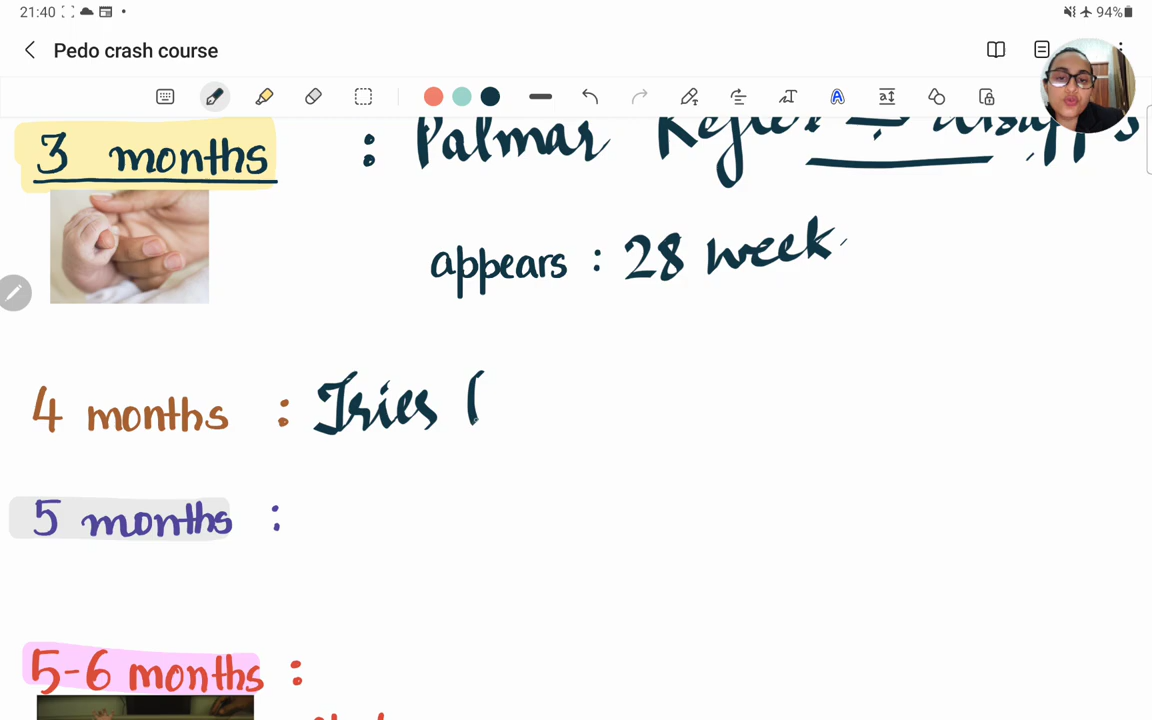 21:40 94%
Pedo crash course
3 months : Palmar Reflex
appears : 28 week
4 months : Tries (
5 months :
5-6 months :